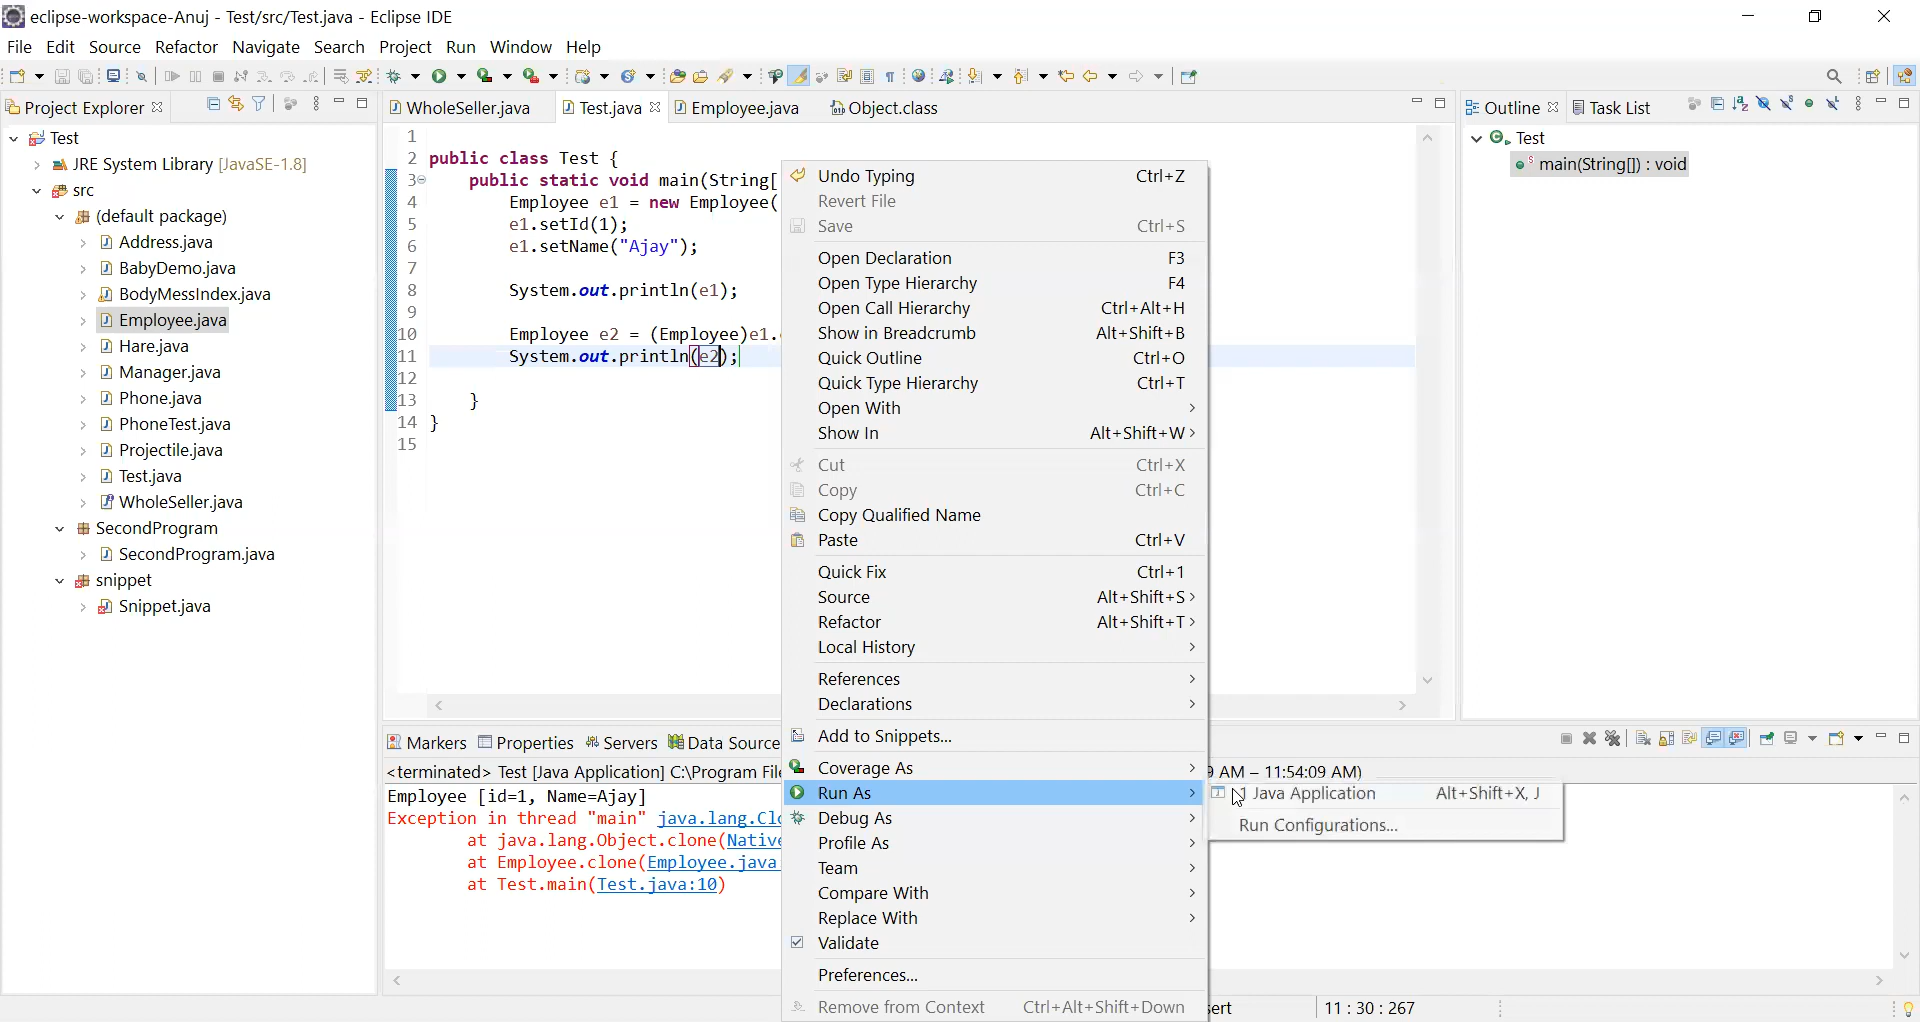 eclipse-workspace-Anuj - Test/src/Test.java - Eclipse IDE
File Edit Source Refactor Navigate Search Project Run Window Help
Project Explorer
Test
JRE System Library [JavaSE-1.8]
src
(default package)
Address.java
BabyDemo.java
BodyMessIndex.java
Employee.java
Hare.java
Manager.java
Phone.java
PhoneTest.java
Projectile.java
Test.java
WholeSeller.java
SecondProgram
SecondProgram.java
snippet
Snippet.java
WholeSeller.java Test.java Employee.java Object.class
1
2 public class Test {
3 public static void main(String[
4 Employee e1 = new Employee(
5 e1.setId(1);
6 e1.setName("Ajay");
7
8 System.out.println(e1);
9
10 Employee e2 = (Employee)e1.
11 System.out.println(e2);
12
13 }
14 }
15
Undo Typing Ctrl+Z
Revert File
Save Ctrl+S
Open Declaration F3
Open Type Hierarchy F4
Open Call Hierarchy Ctrl+Alt+H
Show in Breadcrumb Alt+Shift+B
Quick Outline Ctrl+O
Quick Type Hierarchy Ctrl+T
Open With
Show In Alt+Shift+W
Cut Ctrl+X
Copy Ctrl+C
Copy Qualified Name
Paste Ctrl+V
Quick Fix Ctrl+1
Source Alt+Shift+S
Refactor Alt+Shift+T
Local History
References
Declarations
Add to Snippets...
Coverage As
Run As
Debug As
Profile As
Team
Compare With
Replace With
Validate
Preferences...
Remove from Context Ctrl+Alt+Shift+Down
1 Java Application Alt+Shift+X, J
Run Configurations...
Outline Task List
Test
main(String[]) : void
Markers Properties Servers Data Source
<terminated> Test [Java Application] C:\Program File 9 AM – 11:54:09 AM)
Employee [id=1, Name=Ajay]
Exception in thread "main" java.lang.Clo
at java.lang.Object.clone(Native
at Employee.clone(Employee.java
at Test.main(Test.java:10)
sert 11 : 30 : 267